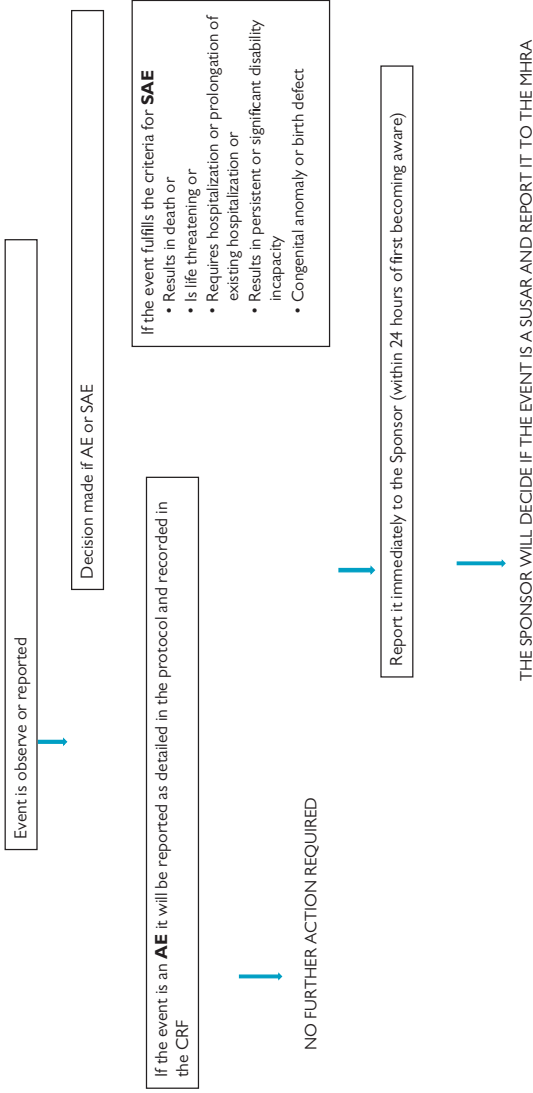 Event is observe or reported
Decision made if AE or SAE
If the event is an AE it will be reported as detailed in the protocol and recorded in
the CRF
NO FURTHER ACTION REQUIRED
If the event fulfills the criteria for SAE
• Results in death or
• Is life threatening or
• Requires hospitalization or prolongation of
existing hospitalization or
• Results in persistent or significant disability
incapacity
• Congenital anomaly or birth defect
Report it immediately to the Sponsor (within 24 hours of first becoming aware)
THE SPONSOR WILL DECIDE IF THE EVENT IS A SUSAR AND REPORT IT TO THE MHRA